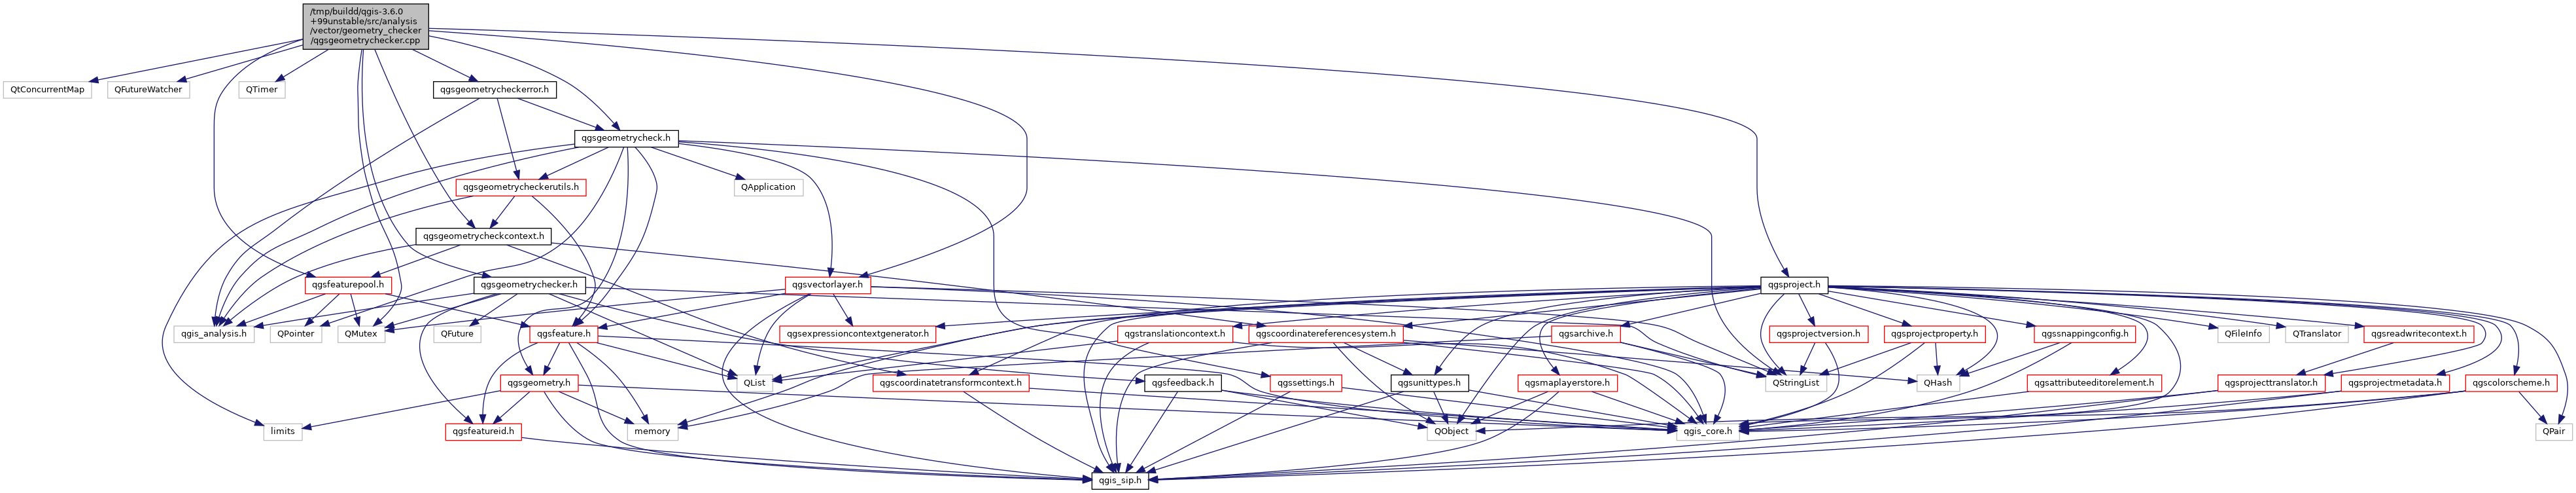 /tmp/buildd/qgis-3.6.0
+99unstable/src/analysis
/vector/geometry_checker
/qgsgeometrychecker.cpp
QtConcurrentMap
QFutureWatcher
QTimer
qgsgeometrycheckerror.h
qgsgeometrycheck.h
qgsgeometrycheckerutils.h
QApplication
qgsgeometrycheckcontext.h
qgsfeaturepool.h
qgsgeometrychecker.h
qgsvectorlayer.h
qgsproject.h
qgis_analysis.h
QPointer
QMutex
QFuture
qgsfeature.h
qgsexpressioncontextgenerator.h
qgstranslationcontext.h
qgscoordinatereferencesystem.h
qgsarchive.h
qgsprojectversion.h
qgsprojectproperty.h
qgssnappingconfig.h
QFileInfo
QTranslator
qgsreadwritecontext.h
qgsgeometry.h
QList
qgscoordinatetransformcontext.h
qgsfeedback.h
qgssettings.h
qgsunittypes.h
qgsmaplayerstore.h
QStringList
QHash
qgsattributeeditorelement.h
qgsprojecttranslator.h
qgsprojectmetadata.h
qgscolorscheme.h
limits
qgsfeatureid.h
memory
QObject
qgis_core.h
QPair
qgis_sip.h